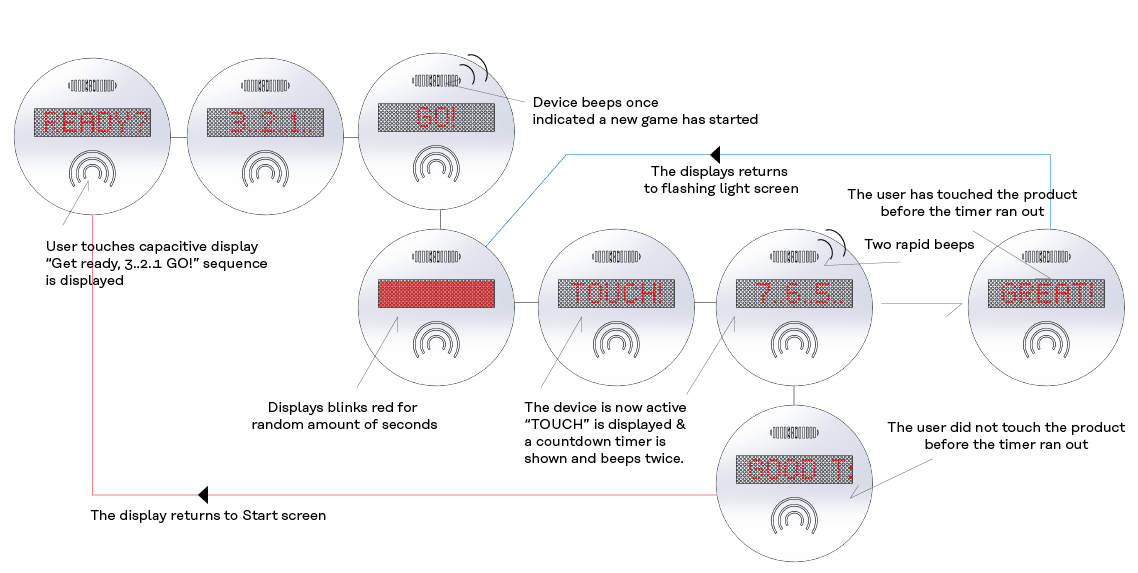 READY?
3..2.1..
GO!
Device beeps once
indicated a new game has started
User touches capacitive display
“Get ready, 3..2.1 GO!” sequence
is displayed
The displays returns
to flashing light screen
The user has touched the product
before the timer ran out
Two rapid beeps
TOUCH!
7..6.5..
GREAT!
Displays blinks red for
random amount of seconds
The device is now active
“TOUCH” is displayed &
a countdown timer is
shown and beeps twice.
The user did not touch the product
before the timer ran out
GOOD
The display returns to Start screen